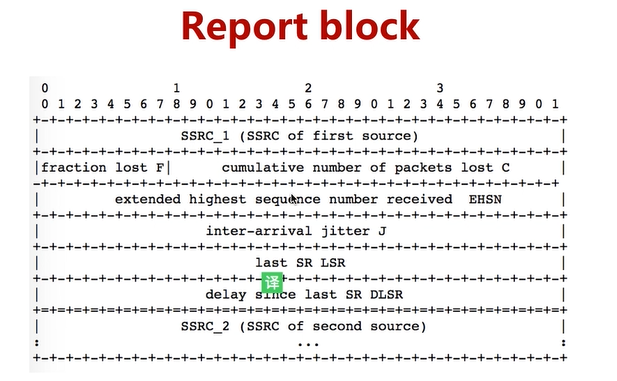 Report block
0                   1                   2                   3
0 1 2 3 4 5 6 7 8 9 0 1 2 3 4 5 6 7 8 9 0 1 2 3 4 5 6 7 8 9 0 1
+-+-+-+-+-+-+-+-+-+-+-+-+-+-+-+-+-+-+-+-+-+-+-+-+-+-+-+-+-+-+-+-+
| SSRC_1 (SSRC of first source) |
+-+-+-+-+-+-+-+-+-+-+-+-+-+-+-+-+-+-+-+-+-+-+-+-+-+-+-+-+-+-+-+-+
|fraction lost F| cumulative number of packets lost C |
-+-+-+-+-+-+-+-+-+-+-+-+-+-+-+-+-+-+-+-+-+-+-+-+-+-+-+-+-+-+-+-+
| extended highest sequence number received EHSN |
+-+-+-+-+-+-+-+-+-+-+-+-+-+-+-+-+-+-+-+-+-+-+-+-+-+-+-+-+-+-+-+-+
| inter-arrival jitter J |
+-+-+-+-+-+-+-+-+-+-+-+-+-+-+-+-+-+-+-+-+-+-+-+-+-+-+-+-+-+-+-+-+
| last SR LSR |
+-+-+-+-+-+-+-+-+-+-+-+-+-+-+-+-+-+-+-+-+-+-+-+-+-+-+-+-+-+-+-+-+
译
| delay since last SR DLSR |
+=+=+=+=+=+=+=+=+=+=+=+=+=+=+=+=+=+=+=+=+=+=+=+=+=+=+=+=+=+=+=+=+
| SSRC_2 (SSRC of second source) |
: ... :
+-+-+-+-+-+-+-+-+-+-+-+-+-+-+-+-+-+-+-+-+-+-+-+-+-+-+-+-+-+-+-+-+